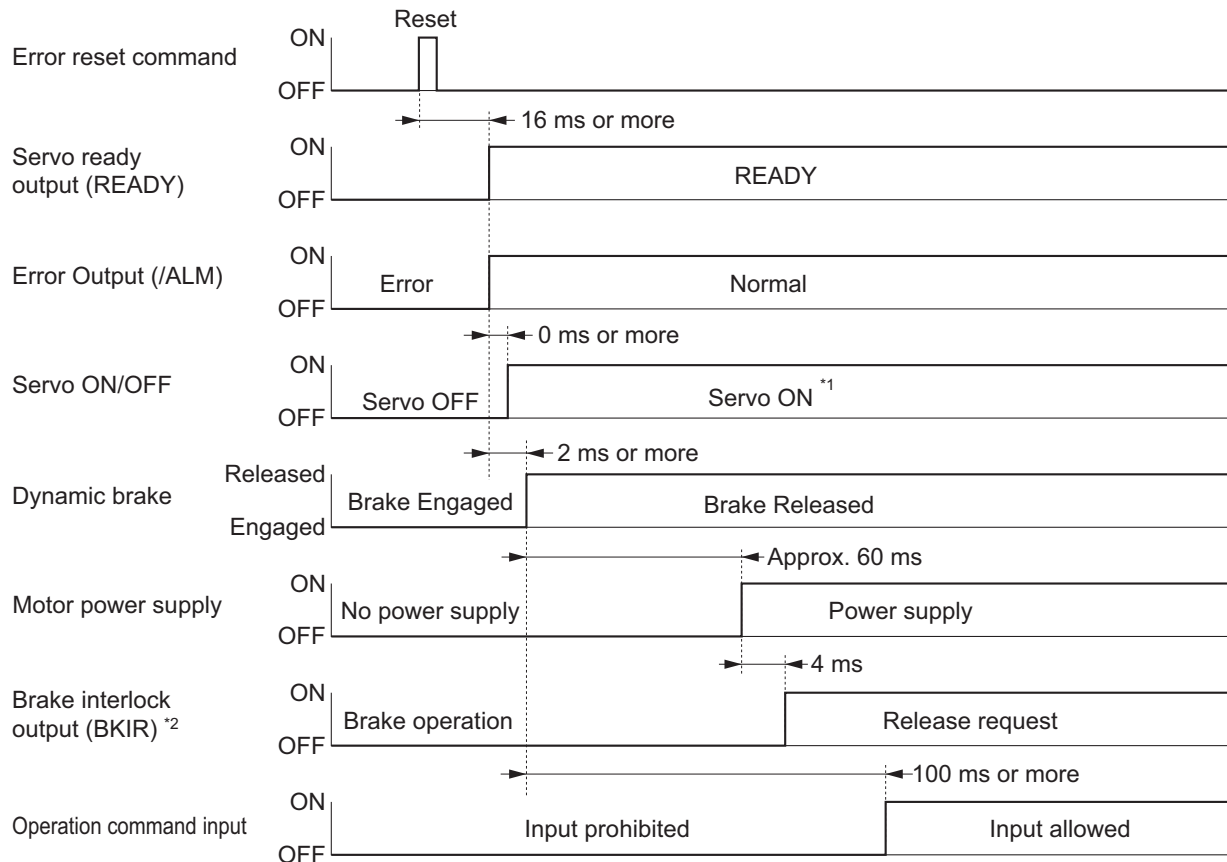 Reset
Error reset command
ON
OFF
16 ms or more
Servo ready
output (READY)
ON
OFF
READY
Error Output (/ALM)
ON
OFF
Error
Normal
0 ms or more
Servo ON/OFF
ON
OFF
Servo OFF
Servo ON *1
2 ms or more
Dynamic brake
Released
Engaged
Brake Engaged
Brake Released
Approx. 60 ms
Motor power supply
ON
OFF
No power supply
Power supply
4 ms
Brake interlock
output (BKIR) *2
ON
OFF
Brake operation
Release request
100 ms or more
Operation command input
ON
OFF
Input prohibited
Input allowed